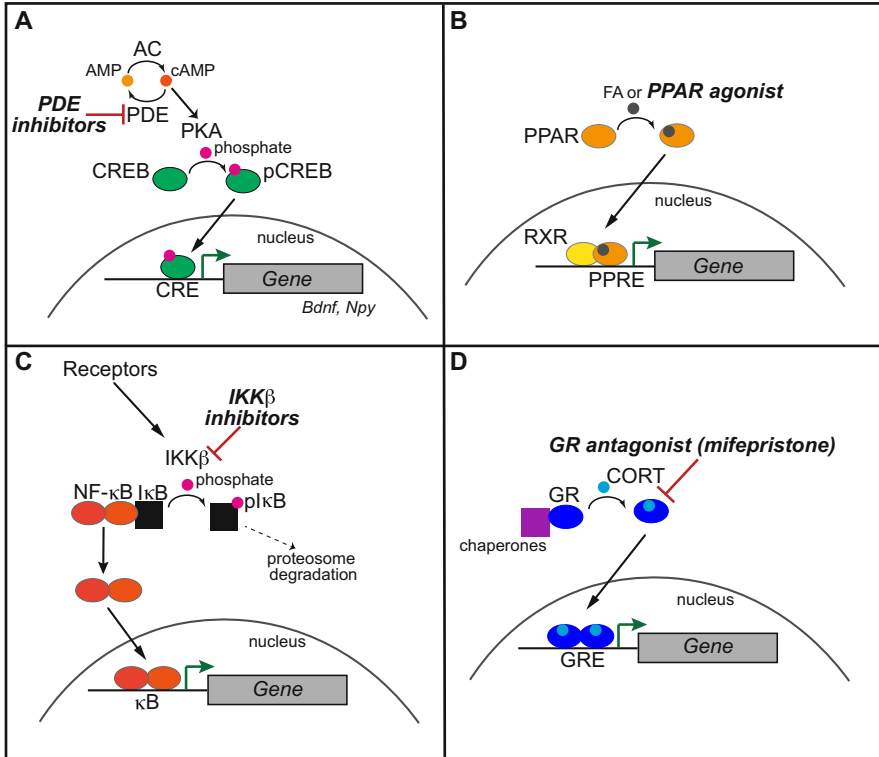 A
AC
AMP
cAMP
PDE
inhibitors
PDE
PKA
phosphate
CREB
pCREB
nucleus
CRE
Gene
Bdnf, Npy
B
FA or PPAR agonist
PPAR
nucleus
RXR
PPRE
Gene
C
Receptors
IKKβ
inhibitors
IKKβ
phosphate
NF-κB
IκB
pIκB
proteosome
degradation
nucleus
κB
Gene
D
GR antagonist (mifepristone)
CORT
GR
chaperones
nucleus
GRE
Gene